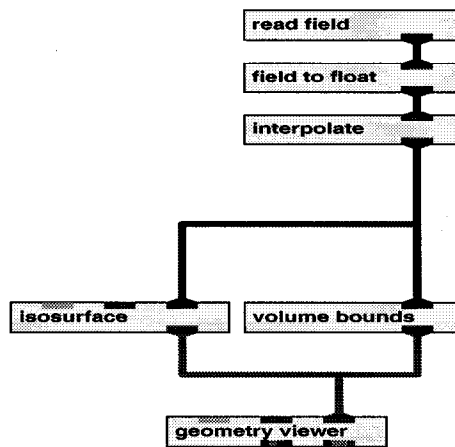 read field
field to float
interpolate
isosurface
volume bounds
geometry viewer